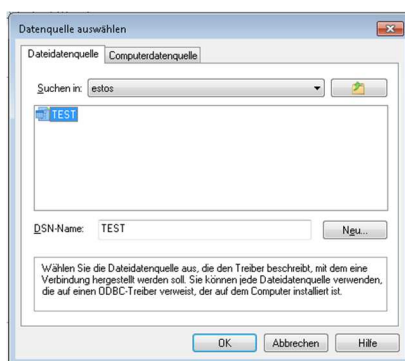 Datenquelle auswählen
Dateidatenquelle Computerdatenquelle
Suchen in: estos
TEST
DSN-Name: TEST Neu...
Wählen Sie die Dateidatenquelle aus, die den Treiber beschreibt, mit dem eine
Verbindung hergestellt werden soll. Sie können jede Dateidatenquelle verwenden,
die auf einen ODBC-Treiber verweist, der auf dem Computer installiert ist.
OK Abbrechen Hilfe